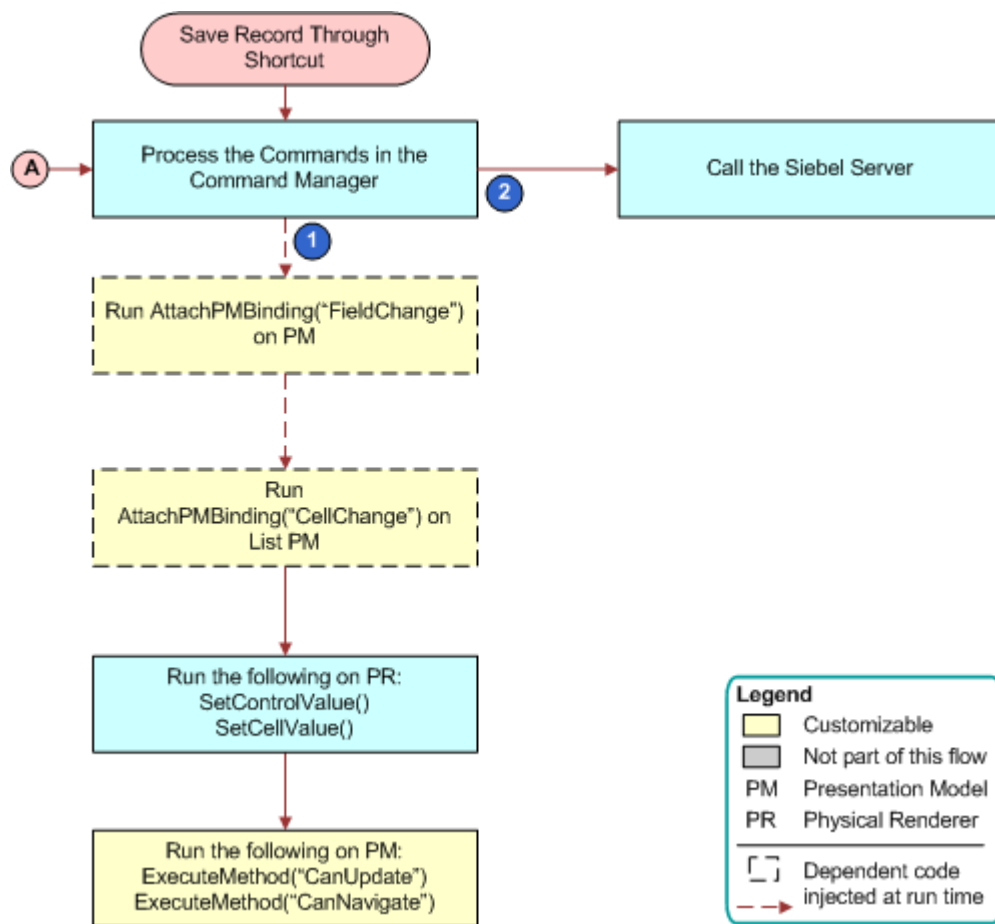 Save Record Through
Shortcut
A
Process the Commands in the
Command Manager
2
Call the Siebel Server
1
Run AttachPMBinding(“FieldChange”)
on PM
Run
AttachPMBinding(“CellChange”) on
List PM
Run the following on PR:
SetControlValue()
SetCellValue()
Run the following on PM:
ExecuteMethod(“CanUpdate”)
ExecuteMethod(“CanNavigate”)
Legend
Customizable
Not part of this flow
PM Presentation Model
PR Physical Renderer
Dependent code
injected at run time